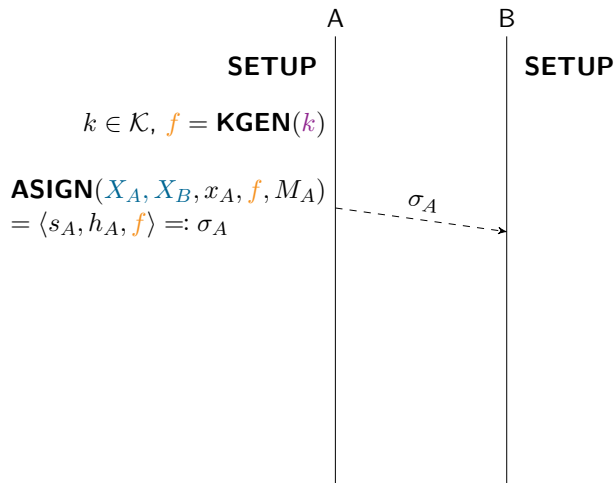 A B
SETUP SETUP
k ∈ 𝒦, f = KGEN(k)
ASIGN(X_A, X_B, x_A, f, M_A)
= ⟨s_A, h_A, f⟩ =: σ_A
σ_A